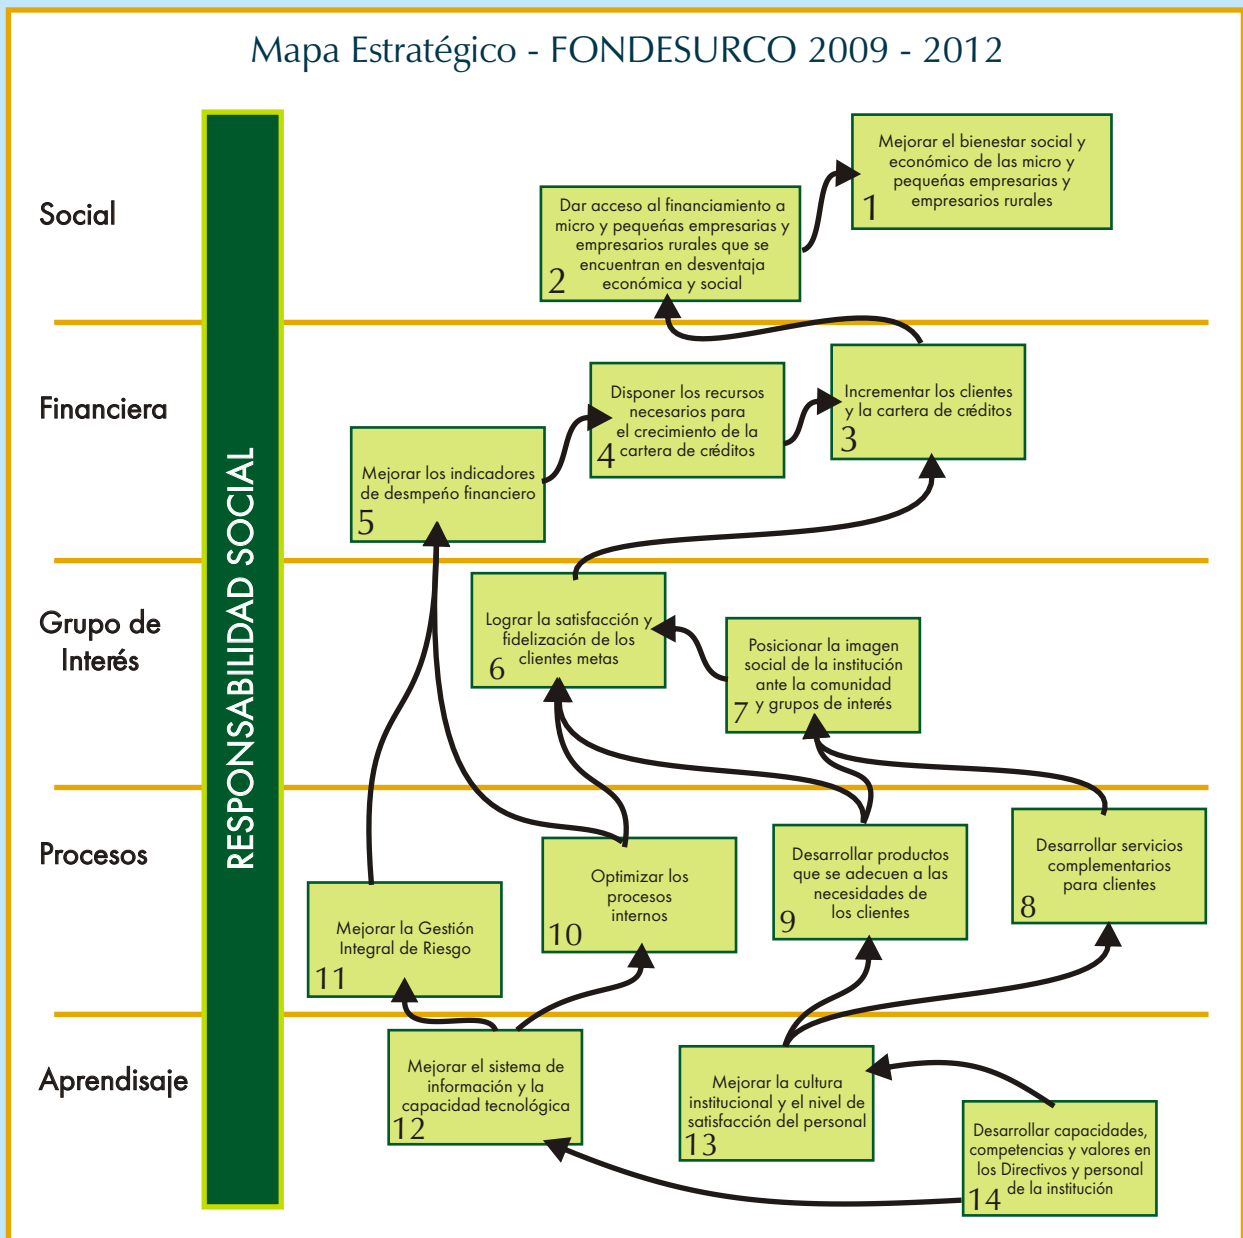 Mapa Estratégico - FONDESURCO 2009 - 2012
RESPONSABILIDAD SOCIAL
Social
Mejorar el bienestar social y
económico de las micro y
pequeñas empresarias y
empresarios rurales
1
Dar acceso al financiamiento a
micro y pequeñas empresarias y
empresarios rurales que se
encuentran en desventaja
económica y social
2
Financiera
Incrementar los clientes
y la cartera de créditos
3
Disponer los recursos
necesarios para
el crecimiento de la
cartera de créditos
4
Mejorar los indicadores
de desmpeño financiero
5
Grupo de
Interés
Lograr la satisfacción y
fidelización de los
clientes metas
6
Posicionar la imagen
social de la institución
ante la comunidad
y grupos de interés
7
Procesos
Desarrollar servicios
complementarios
para clientes
8
Desarrollar productos
que se adecuen a las
necesidades de
los clientes
9
Optimizar los
procesos
internos
10
Mejorar la Gestión
Integral de Riesgo
11
Aprendisaje
Mejorar el sistema de
información y la
capacidad tecnológica
12
Mejorar la cultura
institucional y el nivel de
satisfacción del personal
13
Desarrollar capacidades,
competencias y valores en
los Directivos y personal
de la institución
14